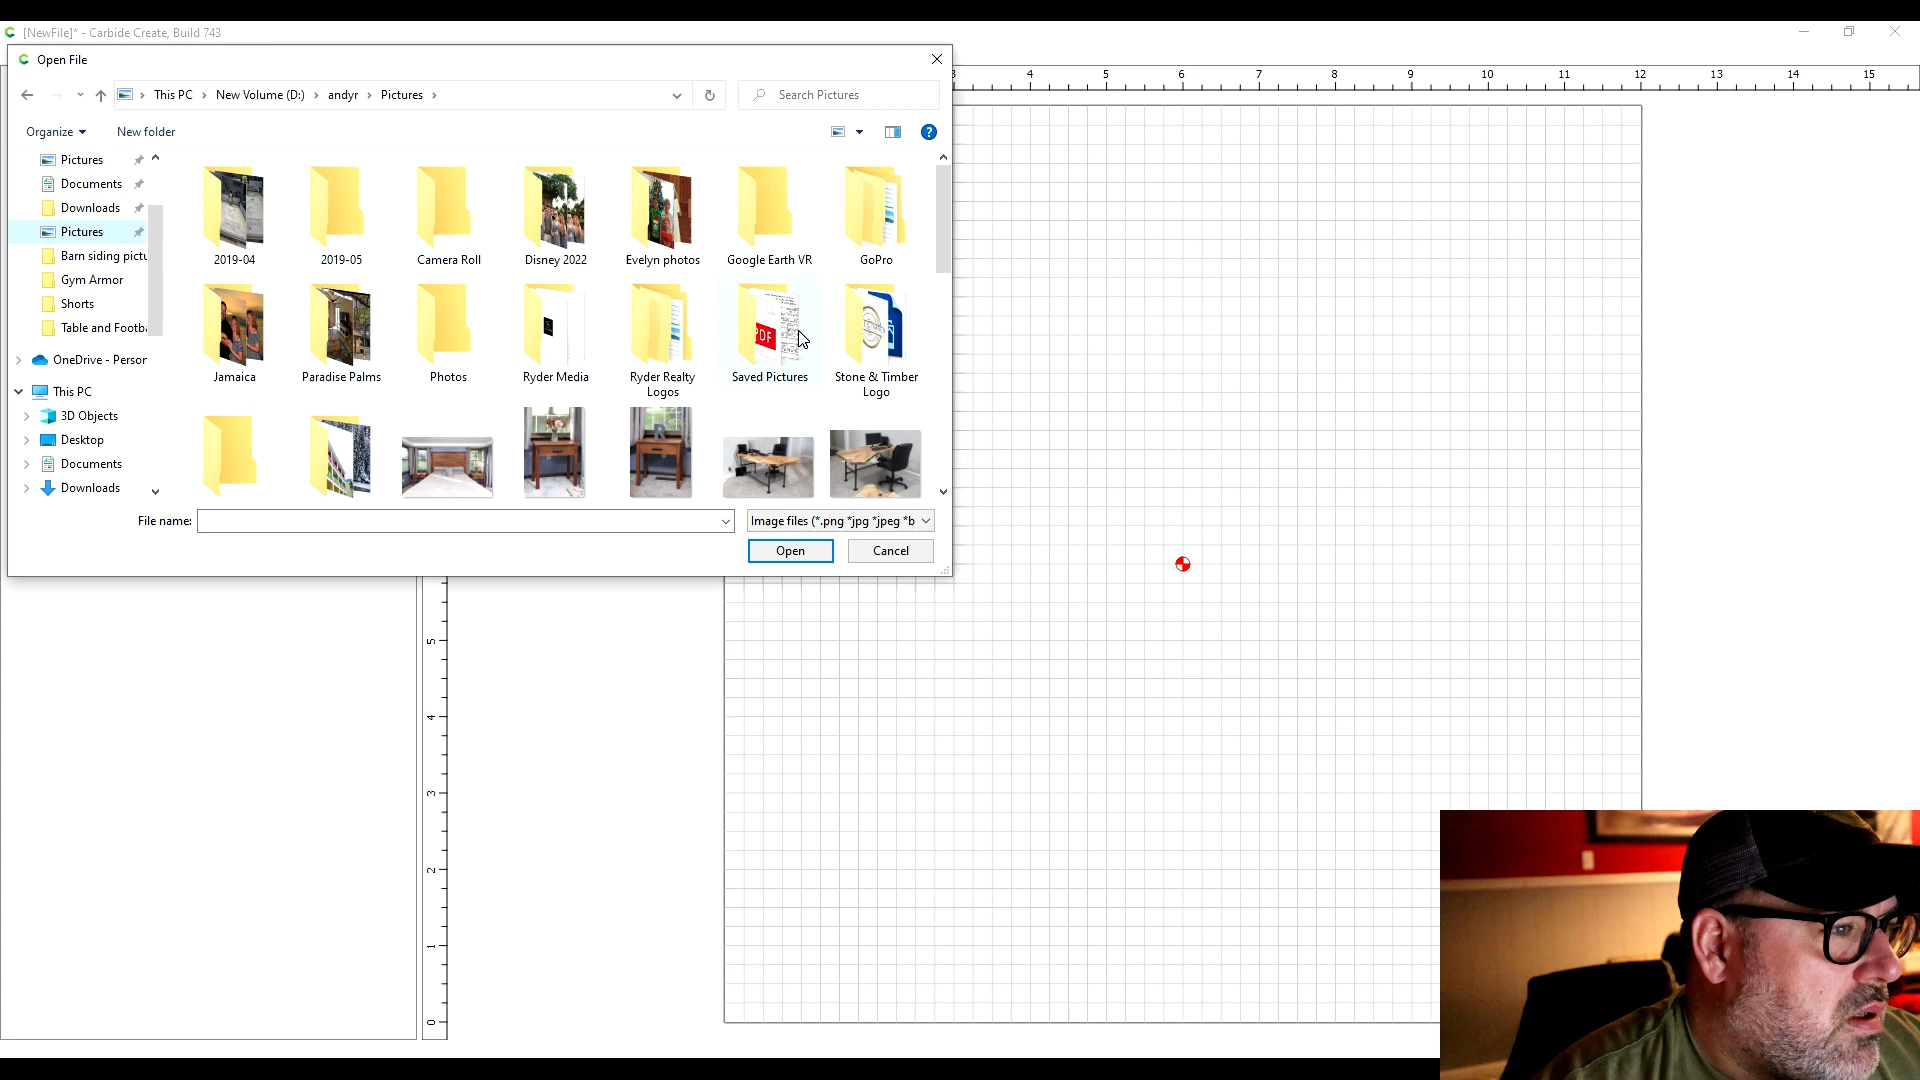 [NewFile]* - Carbide Create, Build 743
Open File
This PC > New Volume (D:) > andyr > Pictures >
Search Pictures
Organize
New folder
?
Pictures
Documents
Downloads
Pictures
Barn siding pictu
Gym Armor
Shorts
Table and Footba
OneDrive - Person
This PC
3D Objects
Desktop
Documents
Downloads
2019-04
2019-05
Camera Roll
Disney 2022
Evelyn photos
Google Earth VR
GoPro
Jamaica
Paradise Palms
Photos
Ryder Media
Ryder Realty
Logos
PDF
Saved Pictures
Stone & Timber
Logo
File name:
Image files (*.png *jpg *jpeg *b
Open
Cancel
3 4 5 6 7 8 9 10 11 12 13 14 15
5
4
3
2
1
0